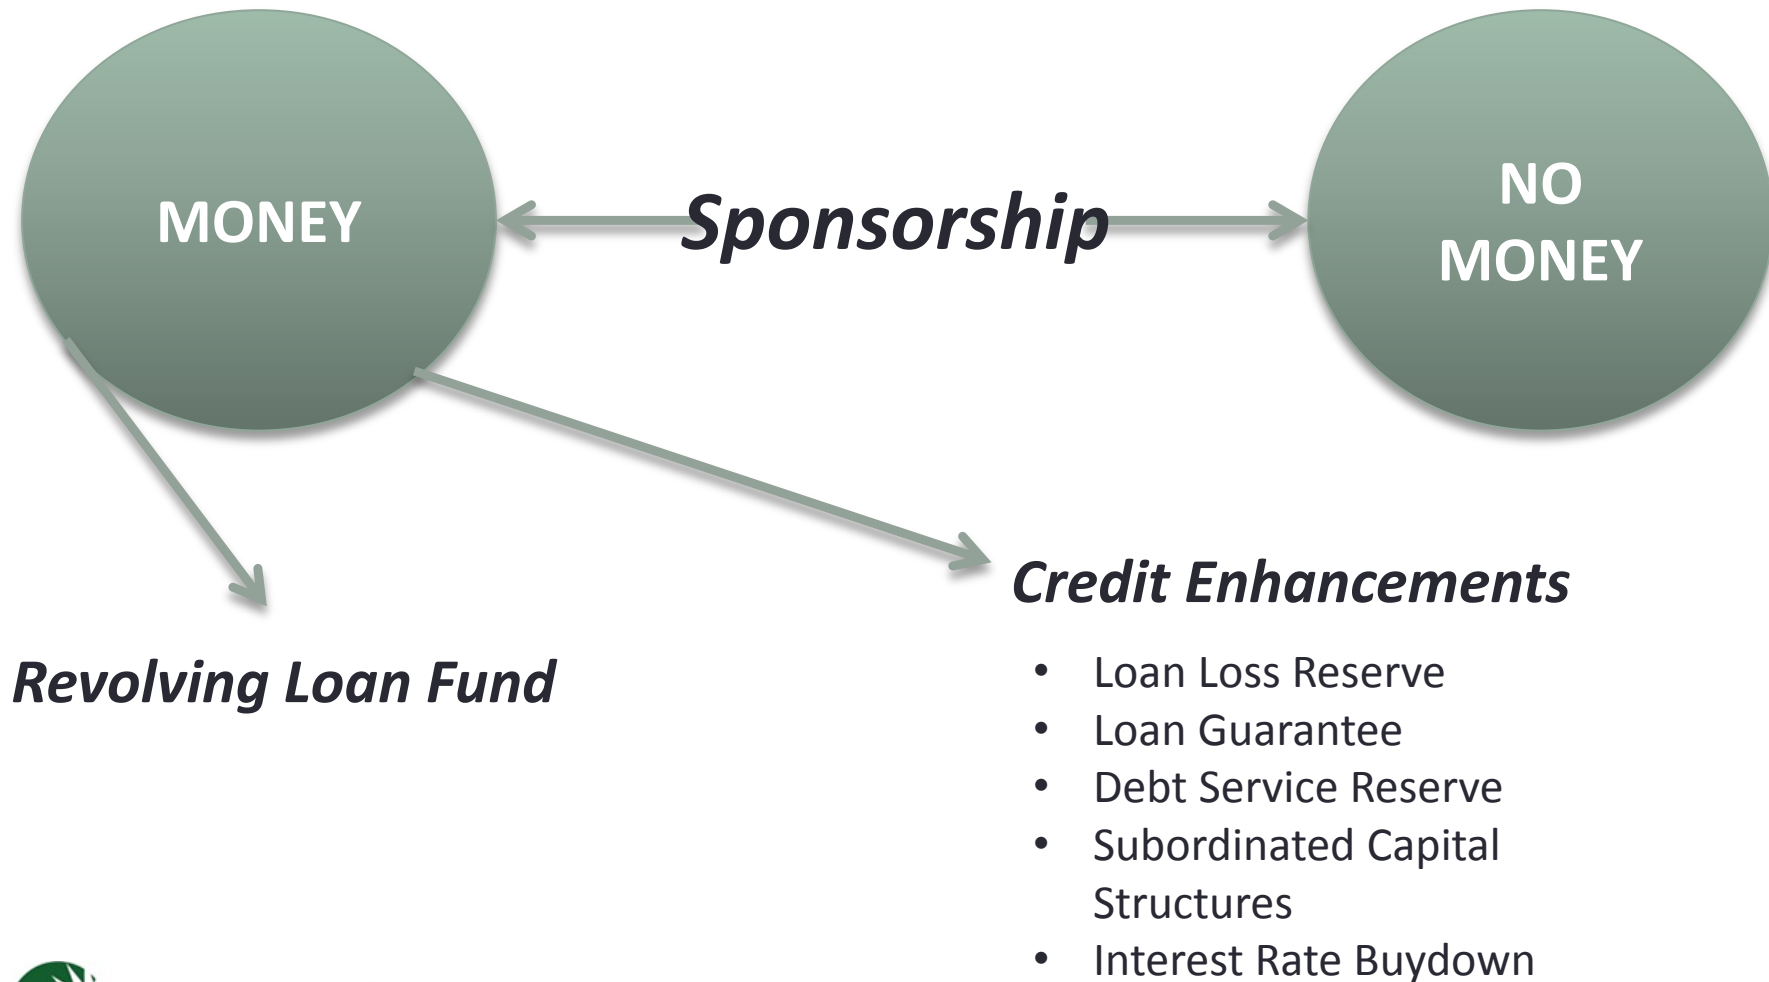 MONEY
Sponsorship
NO
MONEY
Credit Enhancements
Revolving Loan Fund
• Loan Loss Reserve
• Loan Guarantee
• Debt Service Reserve
• Subordinated Capital
Structures
• Interest Rate Buydown